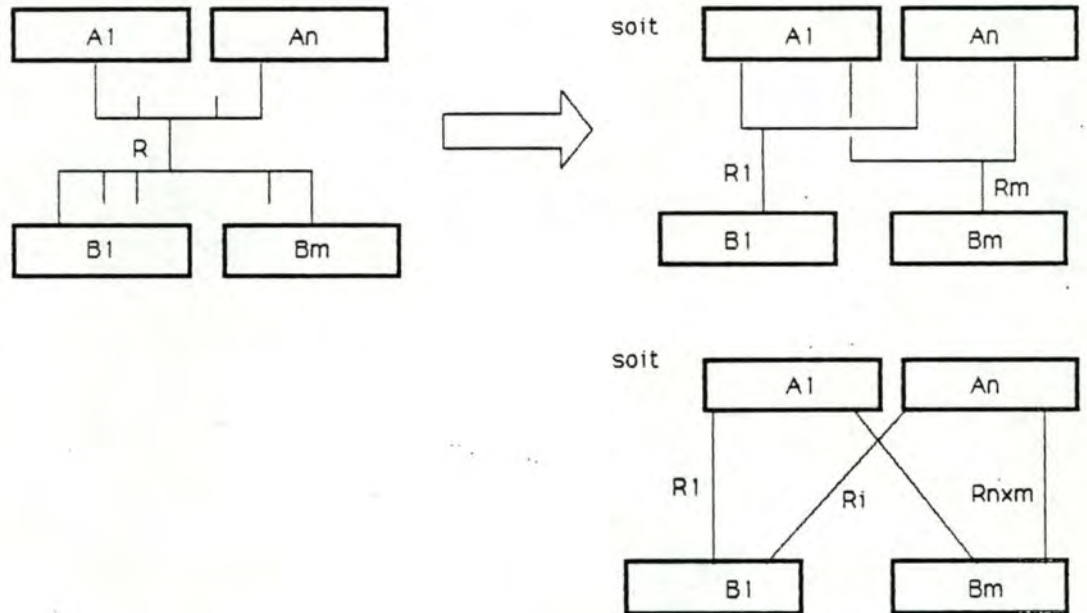 A1 An
R
B1 Bm
soit
A1 An
R1
Rm
B1 Bm
soit
A1 An
R1 Ri Rnxm
B1 Bm